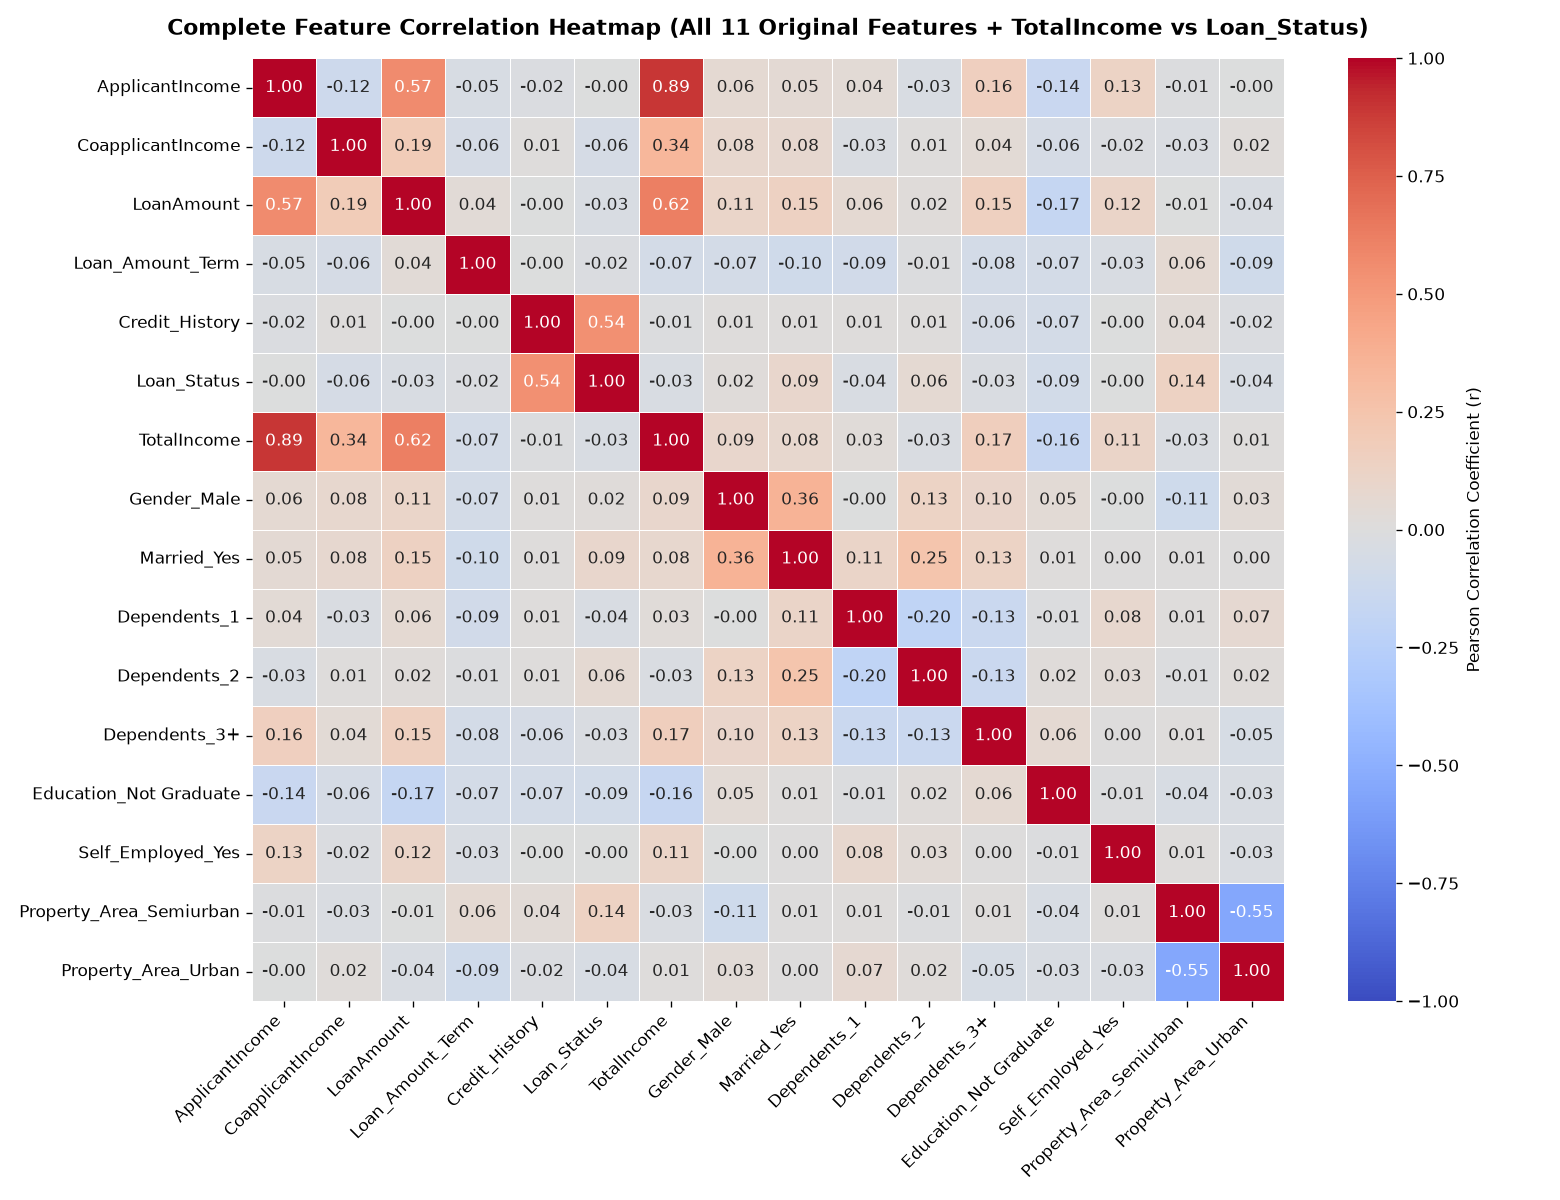 Complete Feature Correlation Heatmap (All 11 Original Features + TotalIncome vs Loan_Status)
ApplicantIncome 1.00 -0.12 0.57 -0.05 -0.02 -0.00 0.89 0.06 0.05 0.04 -0.03 0.16 -0.14 0.13 -0.01 -0.00
CoapplicantIncome -0.12 1.00 0.19 -0.06 0.01 -0.06 0.34 0.08 0.08 -0.03 0.01 0.04 -0.06 -0.02 -0.03 0.02
LoanAmount 0.57 0.19 1.00 0.04 -0.00 -0.03 0.62 0.11 0.15 0.06 0.02 0.15 -0.17 0.12 -0.01 -0.04
Loan_Amount_Term -0.05 -0.06 0.04 1.00 -0.00 -0.02 -0.07 -0.07 -0.10 -0.09 -0.01 -0.08 -0.07 -0.03 0.06 -0.09
Credit_History -0.02 0.01 -0.00 -0.00 1.00 0.54 -0.01 0.01 0.01 0.01 0.01 -0.06 -0.07 -0.00 0.04 -0.02
Loan_Status -0.00 -0.06 -0.03 -0.02 0.54 1.00 -0.03 0.02 0.09 -0.04 0.06 -0.03 -0.09 -0.00 0.14 -0.04
TotalIncome 0.89 0.34 0.62 -0.07 -0.01 -0.03 1.00 0.09 0.08 0.03 -0.03 0.17 -0.16 0.11 -0.03 0.01
Gender_Male 0.06 0.08 0.11 -0.07 0.01 0.02 0.09 1.00 0.36 -0.00 0.13 0.10 0.05 -0.00 -0.11 0.03
Married_Yes 0.05 0.08 0.15 -0.10 0.01 0.09 0.08 0.36 1.00 0.11 0.25 0.13 0.01 0.00 0.01 0.00
Dependents_1 0.04 -0.03 0.06 -0.09 0.01 -0.04 0.03 -0.00 0.11 1.00 -0.20 -0.13 -0.01 0.08 0.01 0.07
Dependents_2 -0.03 0.01 0.02 -0.01 0.01 0.06 -0.03 0.13 0.25 -0.20 1.00 -0.13 0.02 0.03 -0.01 0.02
Dependents_3+ 0.16 0.04 0.15 -0.08 -0.06 -0.03 0.17 0.10 0.13 -0.13 -0.13 1.00 0.06 0.00 0.01 -0.05
Education_Not Graduate -0.14 -0.06 -0.17 -0.07 -0.07 -0.09 -0.16 0.05 0.01 -0.01 0.02 0.06 1.00 -0.01 -0.04 -0.03
Self_Employed_Yes 0.13 -0.02 0.12 -0.03 -0.00 -0.00 0.11 -0.00 0.00 0.08 0.03 0.00 -0.01 1.00 0.01 -0.03
Property_Area_Semiurban -0.01 -0.03 -0.01 0.06 0.04 0.14 -0.03 -0.11 0.01 0.01 -0.01 0.01 -0.04 0.01 1.00 -0.55
Property_Area_Urban -0.00 0.02 -0.04 -0.09 -0.02 -0.04 0.01 0.03 0.00 0.07 0.02 -0.05 -0.03 -0.03 -0.55 1.00
ApplicantIncome
CoapplicantIncome
LoanAmount
Loan_Amount_Term
Credit_History
Loan_Status
TotalIncome
Gender_Male
Married_Yes
Dependents_1
Dependents_2
Dependents_3+
Education_Not Graduate
Self_Employed_Yes
Property_Area_Semiurban
Property_Area_Urban
1.00
0.75
0.50
0.25
0.00
−0.25
−0.50
−0.75
−1.00
Pearson Correlation Coefficient (r)